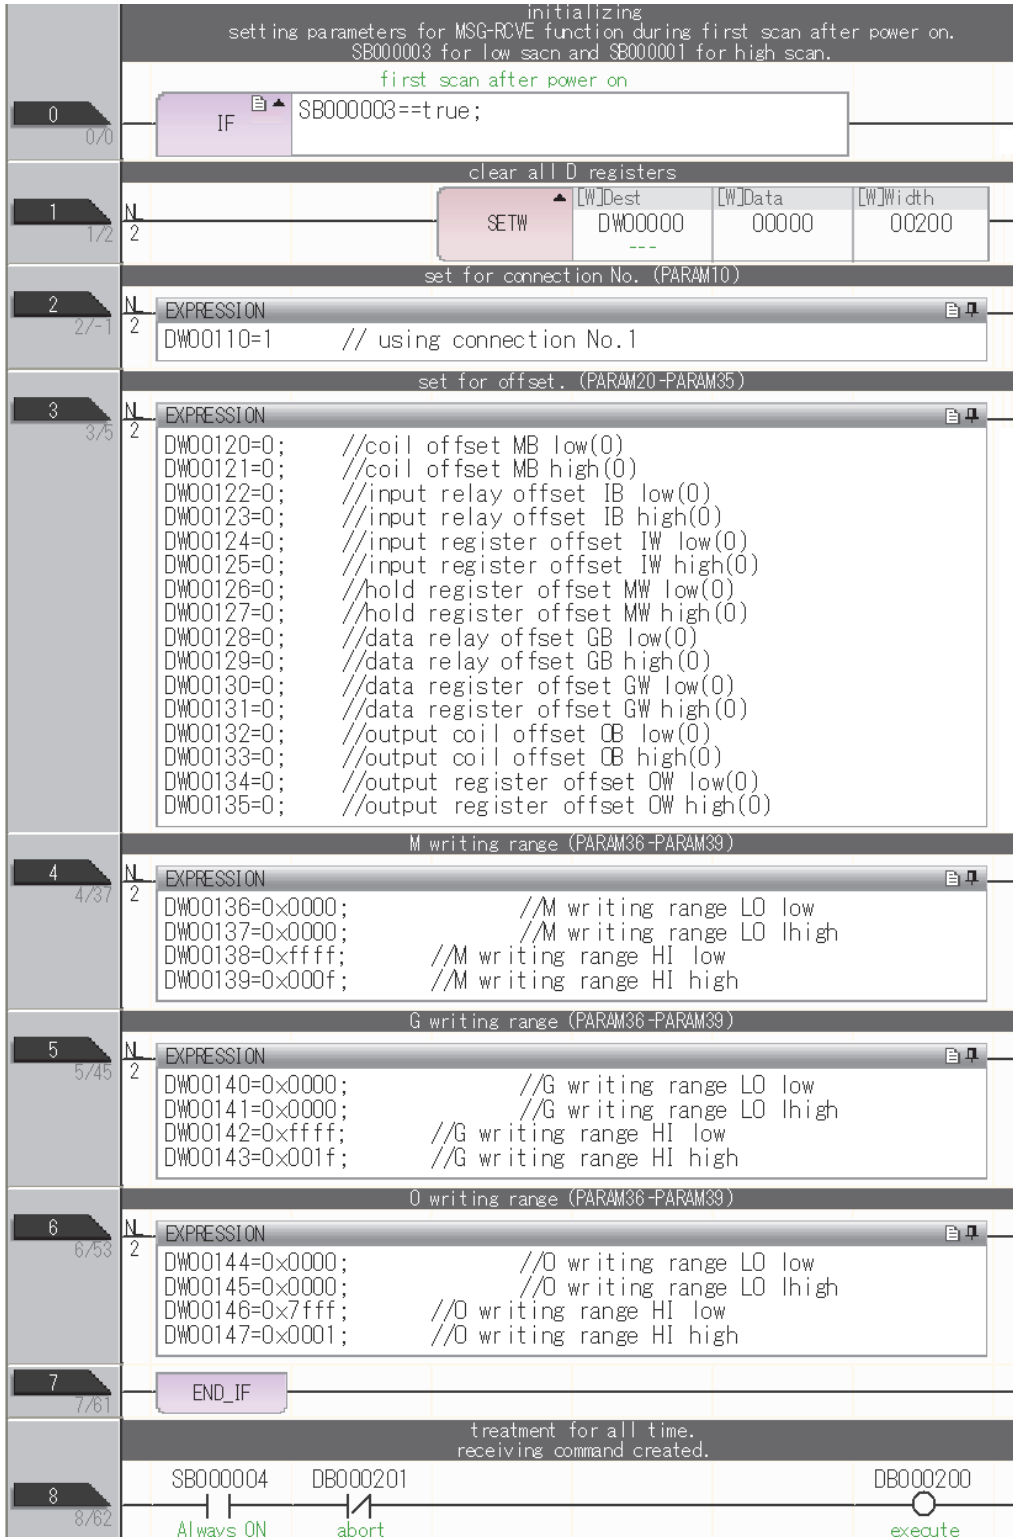 initializing
setting parameters for MSG-RCVE function during first scan after power on.
SB000003 for low sacn and SB000001 for high scan.
first scan after power on
0
0/0
IF
SB000003==true;
clear all D registers
1
1/2
NL
2
SETW
[W]Dest [W]Data [W]Width
DW00000 00000 00200
---
set for connection No. (PARAM10)
2
2/-1
NL
2
EXPRESSION
DW00110=1 // using connection No.1
set for offset. (PARAM20-PARAM35)
3
3/5
NL
2
EXPRESSION
DW00120=0; //coil offset MB low(0)
DW00121=0; //coil offset MB high(0)
DW00122=0; //input relay offset IB low(0)
DW00123=0; //input relay offset IB high(0)
DW00124=0; //input register offset IW low(0)
DW00125=0; //input register offset IW high(0)
DW00126=0; //hold register offset MW low(0)
DW00127=0; //hold register offset MW high(0)
DW00128=0; //data relay offset GB low(0)
DW00129=0; //data relay offset GB high(0)
DW00130=0; //data register offset GW low(0)
DW00131=0; //data register offset GW high(0)
DW00132=0; //output coil offset OB low(0)
DW00133=0; //output coil offset OB high(0)
DW00134=0; //output register offset OW low(0)
DW00135=0; //output register offset OW high(0)
M writing range (PARAM36-PARAM39)
4
4/37
NL
2
EXPRESSION
DW00136=0x0000; //M writing range LO low
DW00137=0x0000; //M writing range LO lhigh
DW00138=0xffff; //M writing range HI low
DW00139=0x000f; //M writing range HI high
G writing range (PARAM36-PARAM39)
5
5/45
NL
2
EXPRESSION
DW00140=0x0000; //G writing range LO low
DW00141=0x0000; //G writing range LO lhigh
DW00142=0xffff; //G writing range HI low
DW00143=0x001f; //G writing range HI high
O writing range (PARAM36-PARAM39)
6
6/53
NL
2
EXPRESSION
DW00144=0x0000; //O writing range LO low
DW00145=0x0000; //O writing range LO lhigh
DW00146=0x7fff; //O writing range HI low
DW00147=0x0001; //O writing range HI high
7
7/61
END_IF
treatment for all time.
receiving command created.
8
8/62
SB000004 DB000201 DB000200
Always ON abort execute